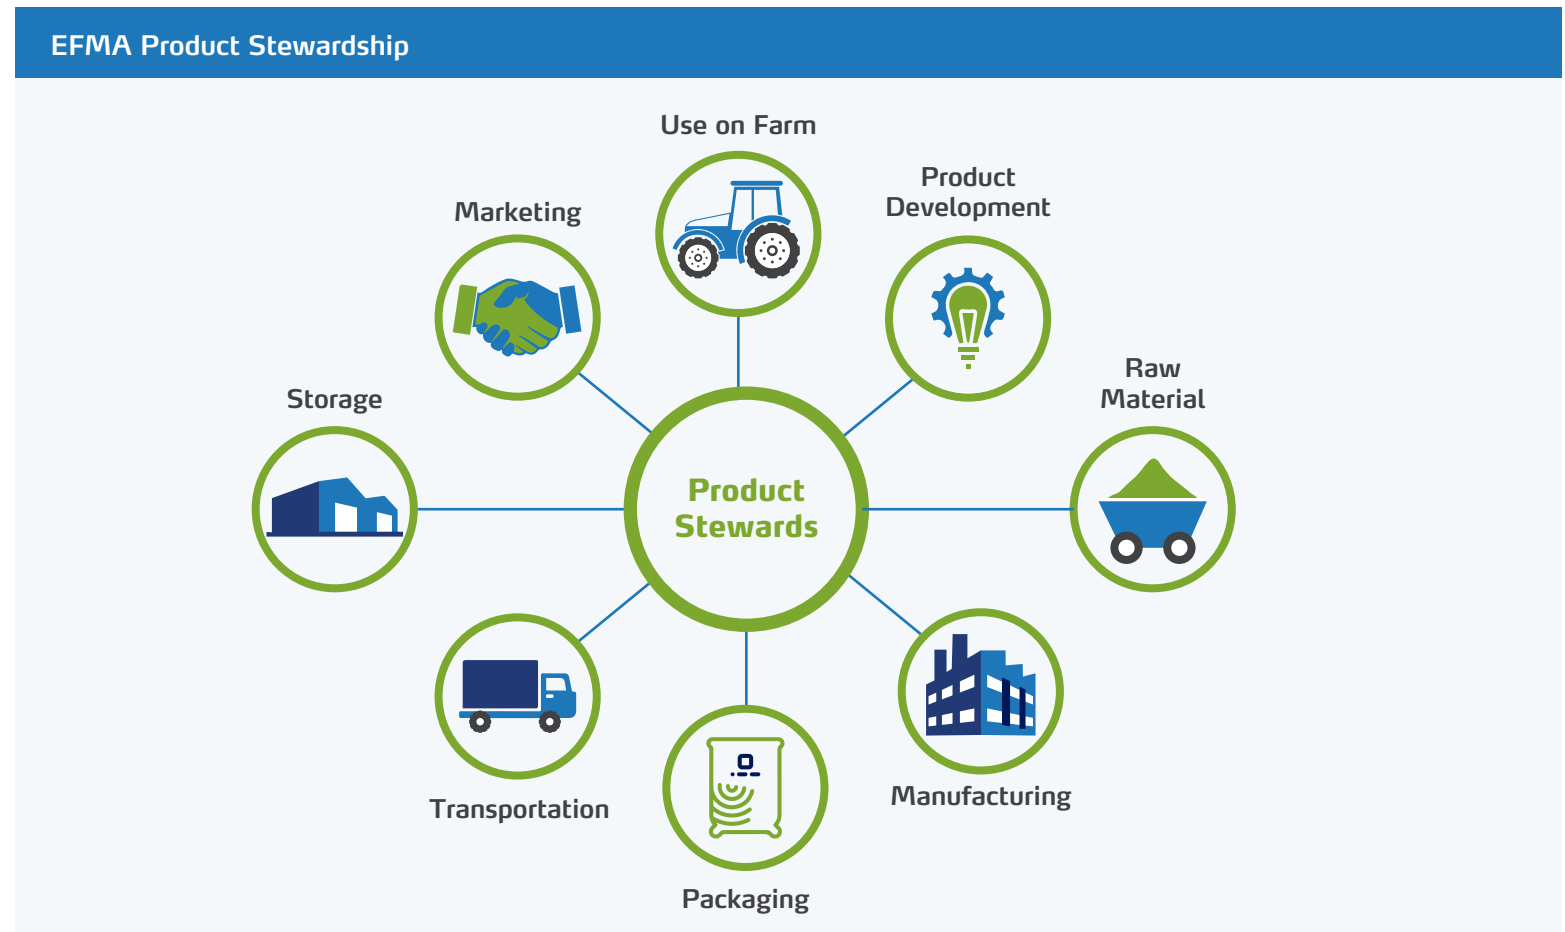 EFMA Product Stewardship
Use on Farm
Product
Development
Marketing
Raw
Material
Storage
Product
Stewards
Manufacturing
Transportation
Packaging